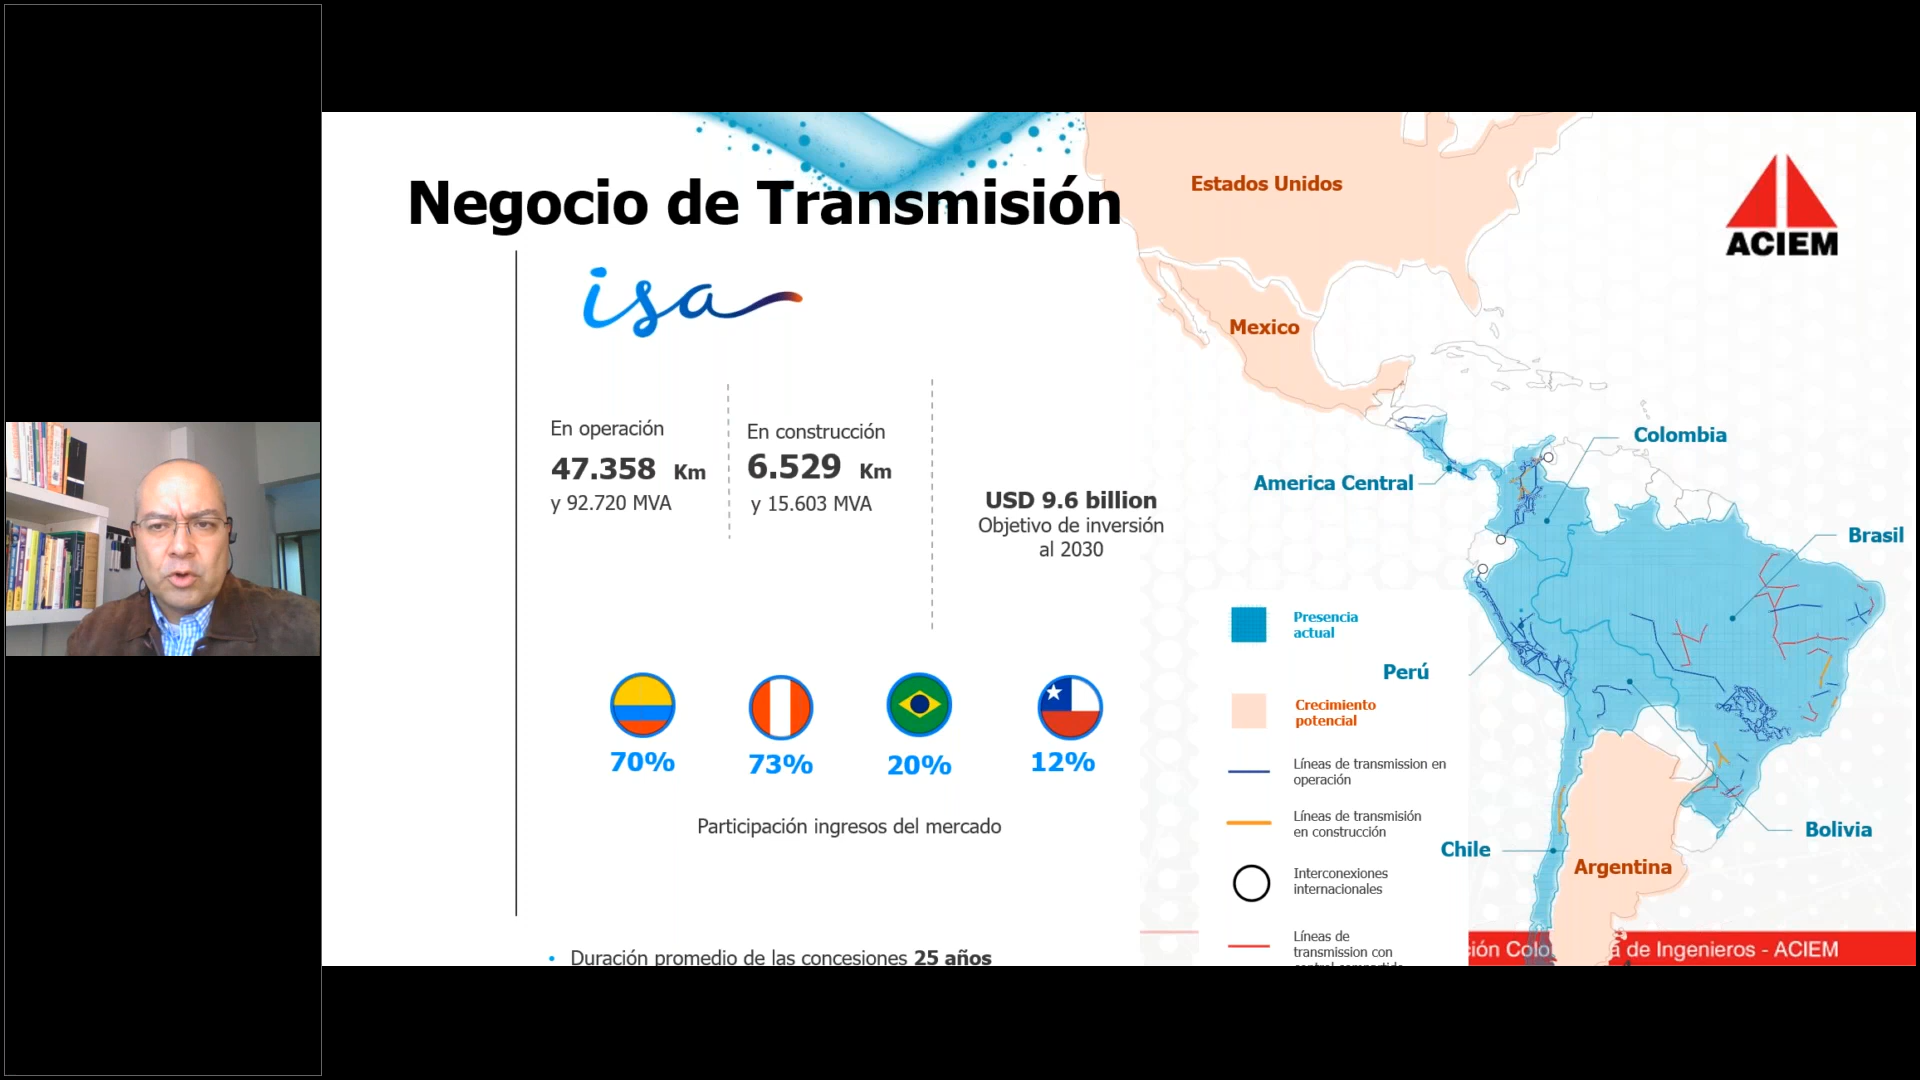 Negocio de Transmisión
isa
En operación
47.358 Km
y 92.720 MVA
En construcción
6.529 Km
y 15.603 MVA
USD 9.6 billion
Objetivo de inversión
al 2030
70%
73%
20%
12%
Participación ingresos del mercado
• Duración promedio de las concesiones 25 años
Estados Unidos
Mexico
America Central
Colombia
Brasil
Perú
Bolivia
Chile
Argentina
Presencia
actual
Crecimiento
potencial
Líneas de transmission en
operación
Líneas de transmisión
en construcción
Interconexiones
internacionales
Líneas de
transmission con
ACIEM
de Ingenieros - ACIEM